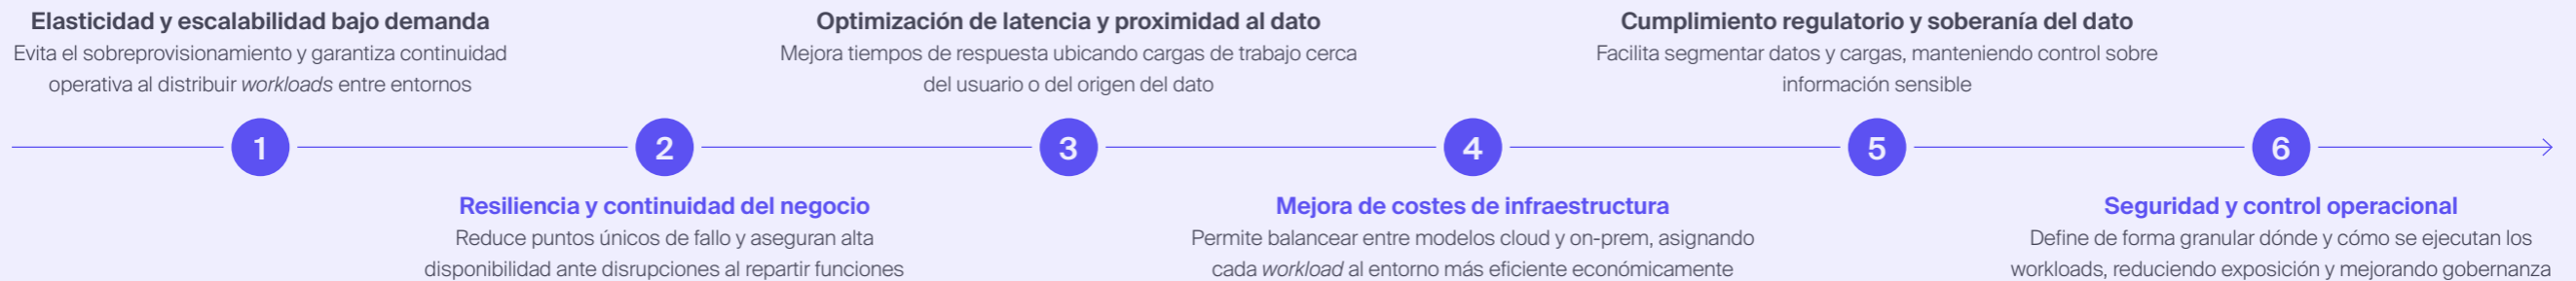 Elasticidad y escalabilidad bajo demanda
Evita el sobreprovisionamiento y garantiza continuidad
operativa al distribuir workloads entre entornos
1
Resiliencia y continuidad del negocio
Reduce puntos únicos de fallo y aseguran alta
disponibilidad ante disrupciones al repartir funciones
2
Optimización de latencia y proximidad al dato
Mejora tiempos de respuesta ubicando cargas de trabajo cerca
del usuario o del origen del dato
3
Mejora de costes de infraestructura
Permite balancear entre modelos cloud y on-prem, asignando
cada workload al entorno más eficiente económicamente
4
Cumplimiento regulatorio y soberanía del dato
Facilita segmentar datos y cargas, manteniendo control sobre
información sensible
5
Seguridad y control operacional
Define de forma granular dónde y cómo se ejecutan los
workloads, reduciendo exposición y mejorando gobernanza
6